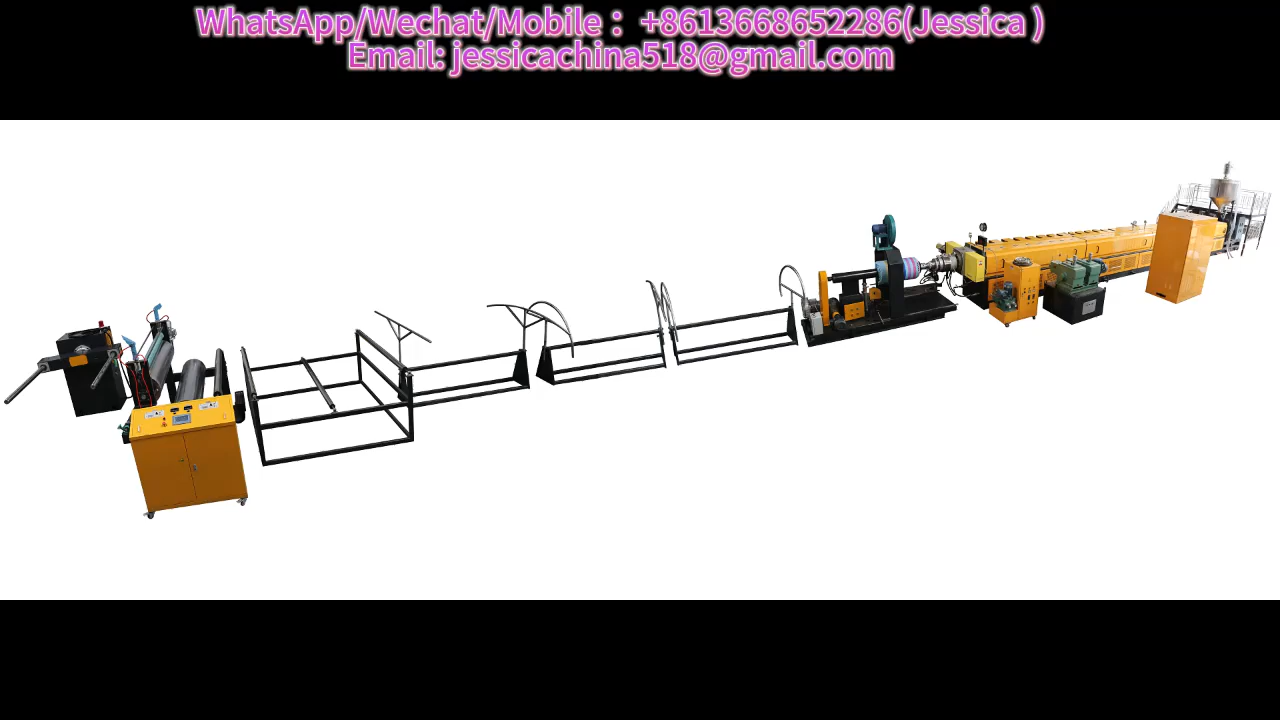 WhatsApp/Wechat/Mobile： +8613668652286(Jessica )
Email: jessicachina518@gmail.com